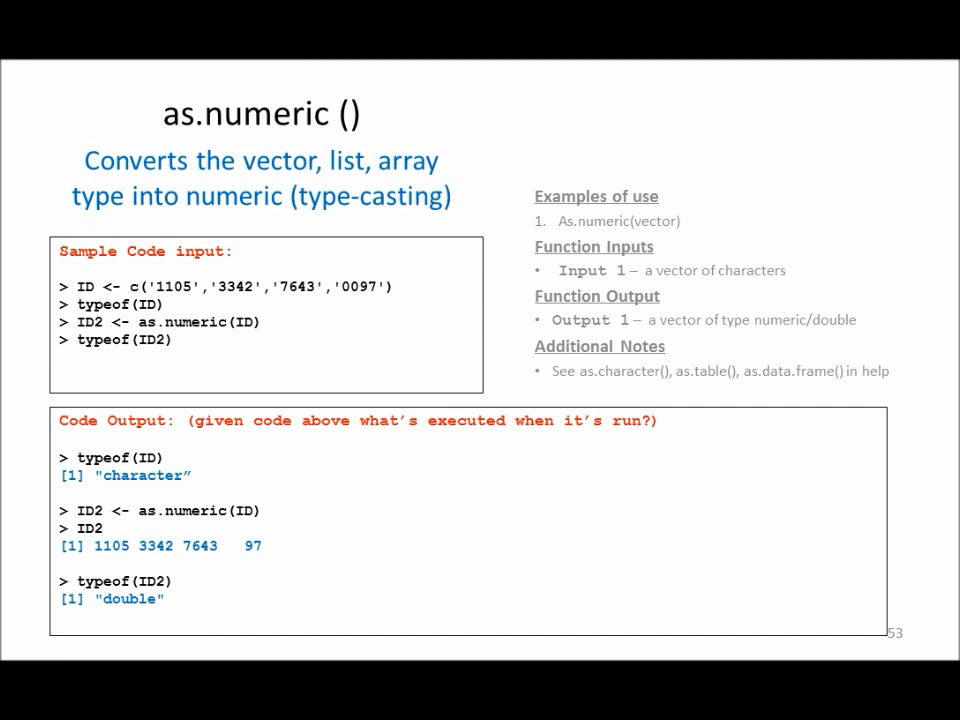 as.numeric ()
Converts the vector, list, array
type into numeric (type-casting)
Sample Code input:
> ID <- c('1105','3342','7643','0097')
> typeof(ID)
> ID2 <- as.numeric(ID)
> typeof(ID2)
Examples of use
1. As.numeric(vector)
Function Inputs
• Input 1 – a vector of characters
Function Output
• Output 1 – a vector of type numeric/double
Additional Notes
• See as.character(), as.table(), as.data.frame() in help
Code Output: (given code above what’s executed when it’s run?)
> typeof(ID)
[1] "character”
> ID2 <- as.numeric(ID)
> ID2
[1] 1105 3342 7643   97
> typeof(ID2)
[1] "double"
53